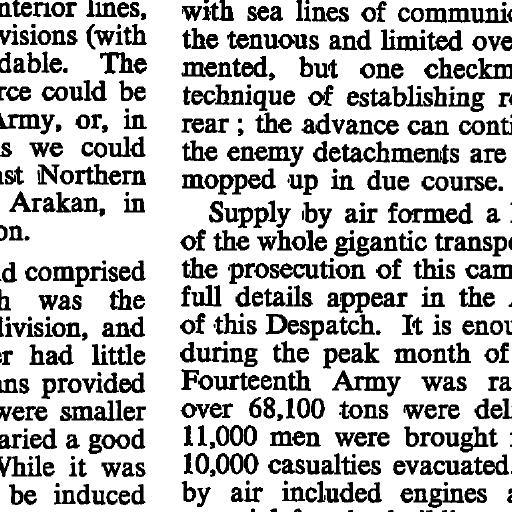 interior lines,
visions (with
dable. The
rce could be
Army, or, in
s we could
ast Northern
Arakan, in
on.
d comprised
h was the
division, and
er had little
ans provided
were smaller
aried a good
While it was
be induced
with sea lines of communic
the tenuous and limited ove
mented, but one checkm
technique of establishing r
rear ; the advance can conti
the enemy detachments are
mopped up in due course.
Supply by air formed a
of the whole gigantic transpo
the prosecution of this cam
full details appear in the
of this Despatch. It is enou
during the peak month of
Fourteenth Army was ra
over 68,100 tons were deli
11,000 men were brought
10,000 casualties evacuated.
by air included engines a